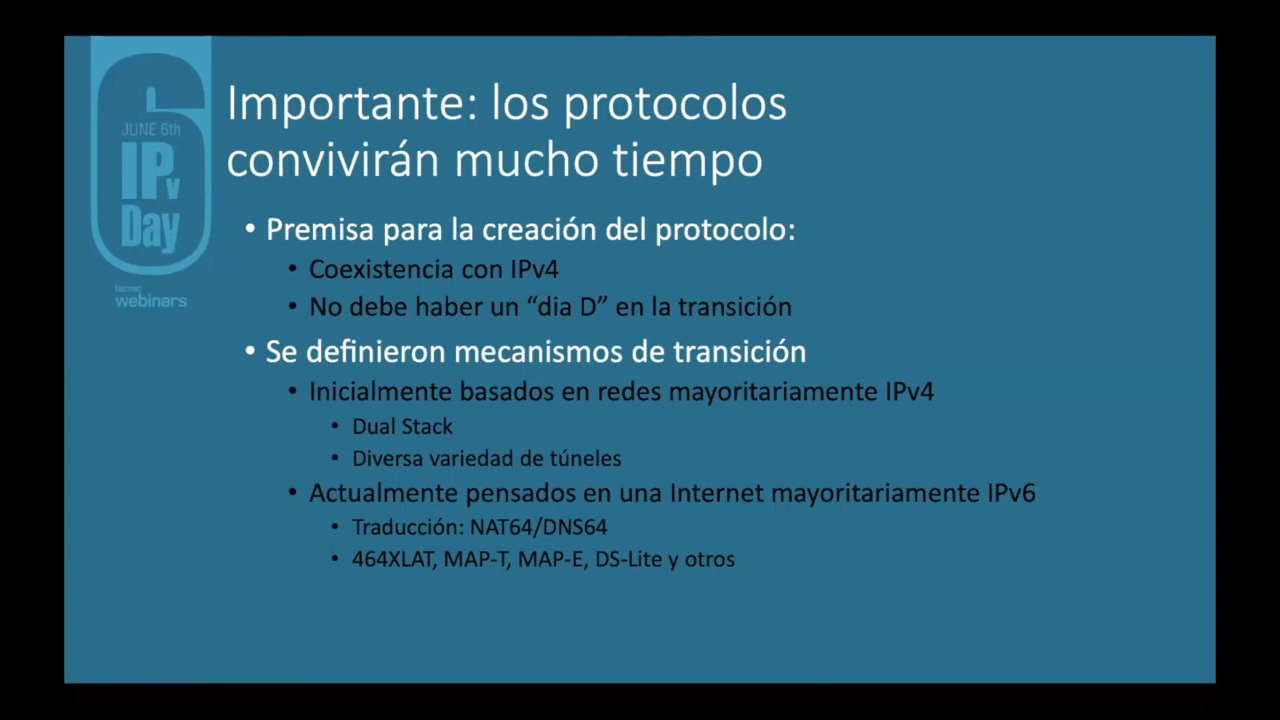 JUNE 6th
IPv
Day
lacnic
webinars
Importante: los protocolos
convivirán mucho tiempo
• Premisa para la creación del protocolo:
• Coexistencia con IPv4
• No debe haber un “dia D” en la transición
• Se definieron mecanismos de transición
• Inicialmente basados en redes mayoritariamente IPv4
• Dual Stack
• Diversa variedad de túneles
• Actualmente pensados en una Internet mayoritariamente IPv6
• Traducción: NAT64/DNS64
• 464XLAT, MAP-T, MAP-E, DS-Lite y otros